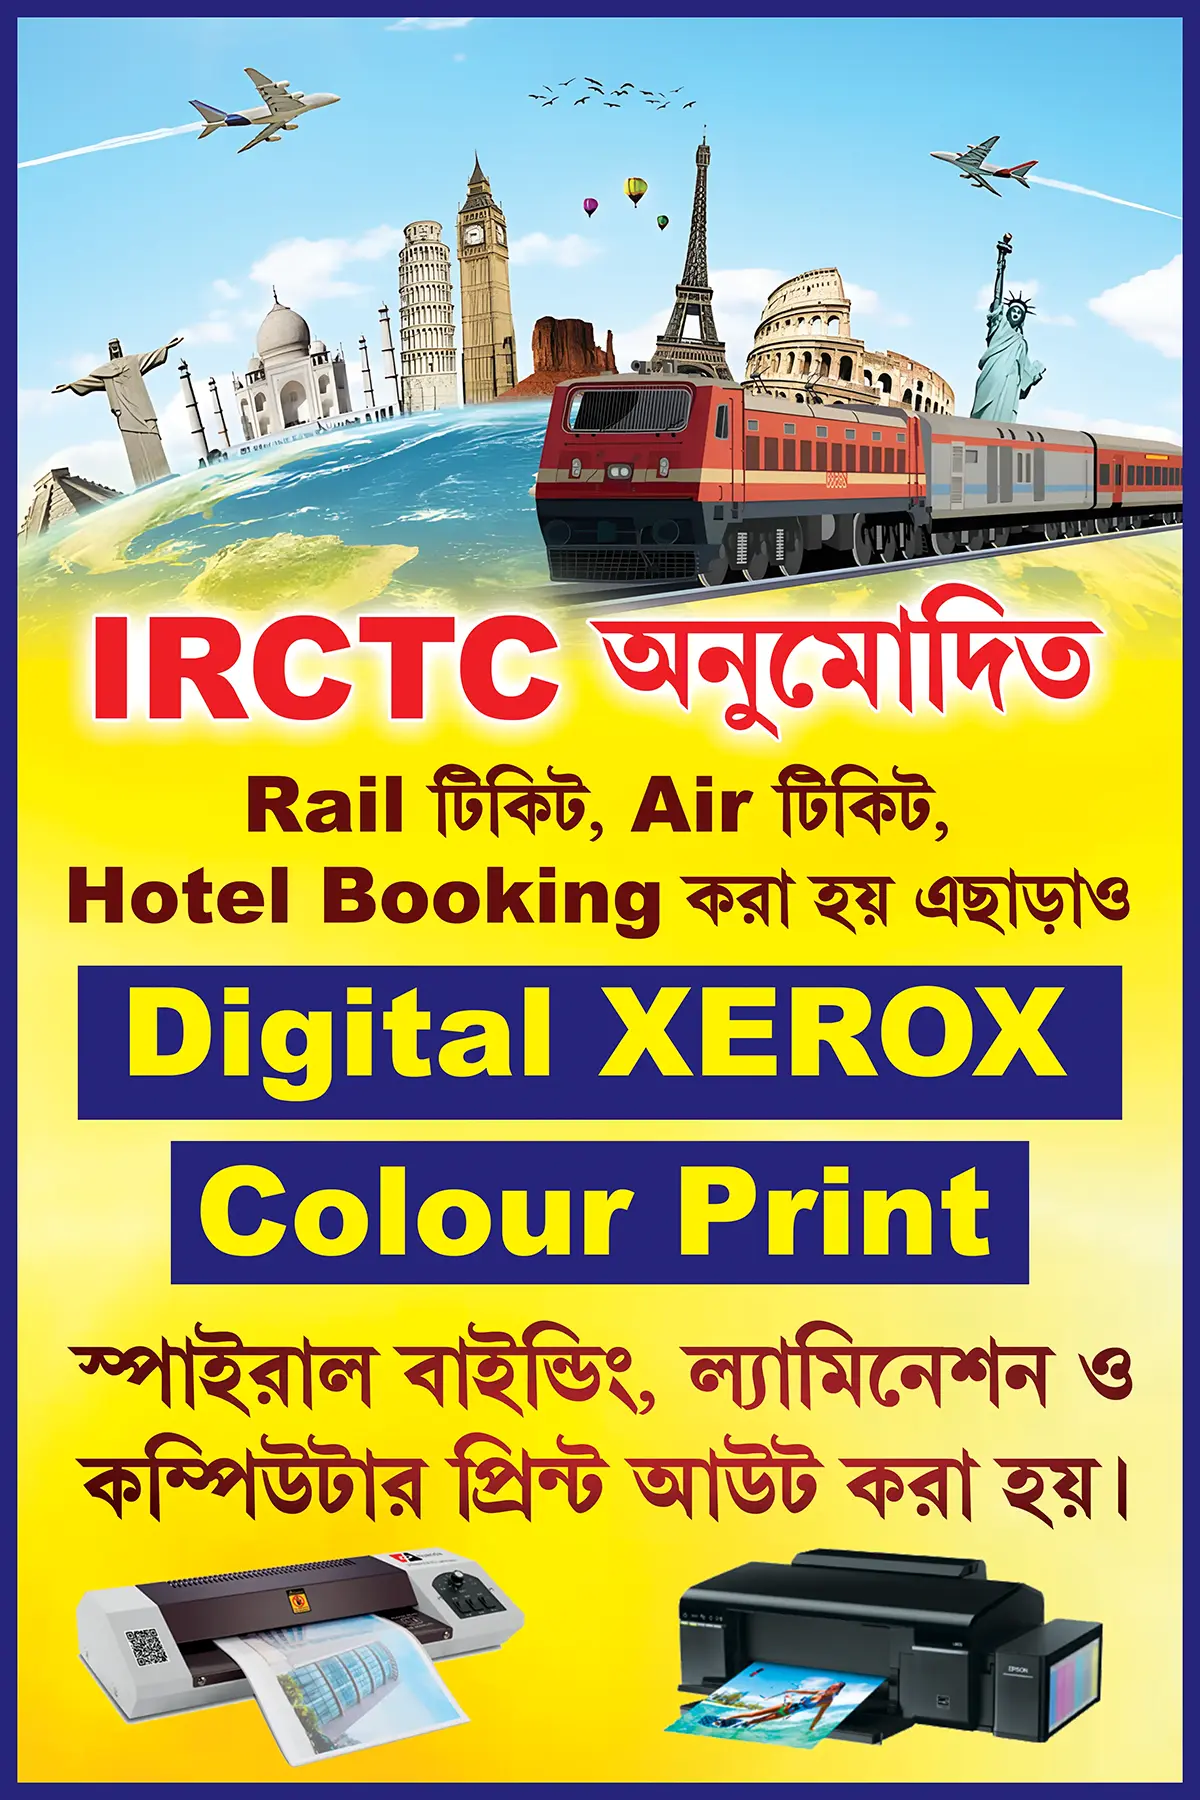 IRCTC অনুমোদিত
Rail টিকিট, Air টিকিট,
Hotel Booking করা হয় এছাড়াও
Digital XEROX
Colour Print
স্পাইরাল বাইন্ডিং, ল্যামিনেশন ও
কম্পিউটার প্রিন্ট আউট করা হয়।
EPSON